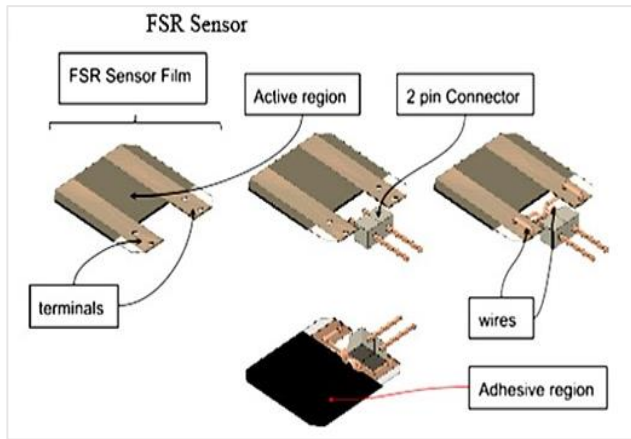 FSR Sensor
FSR Sensor Film
Active region
2 pin Connector
terminals
wires
Adhesive region